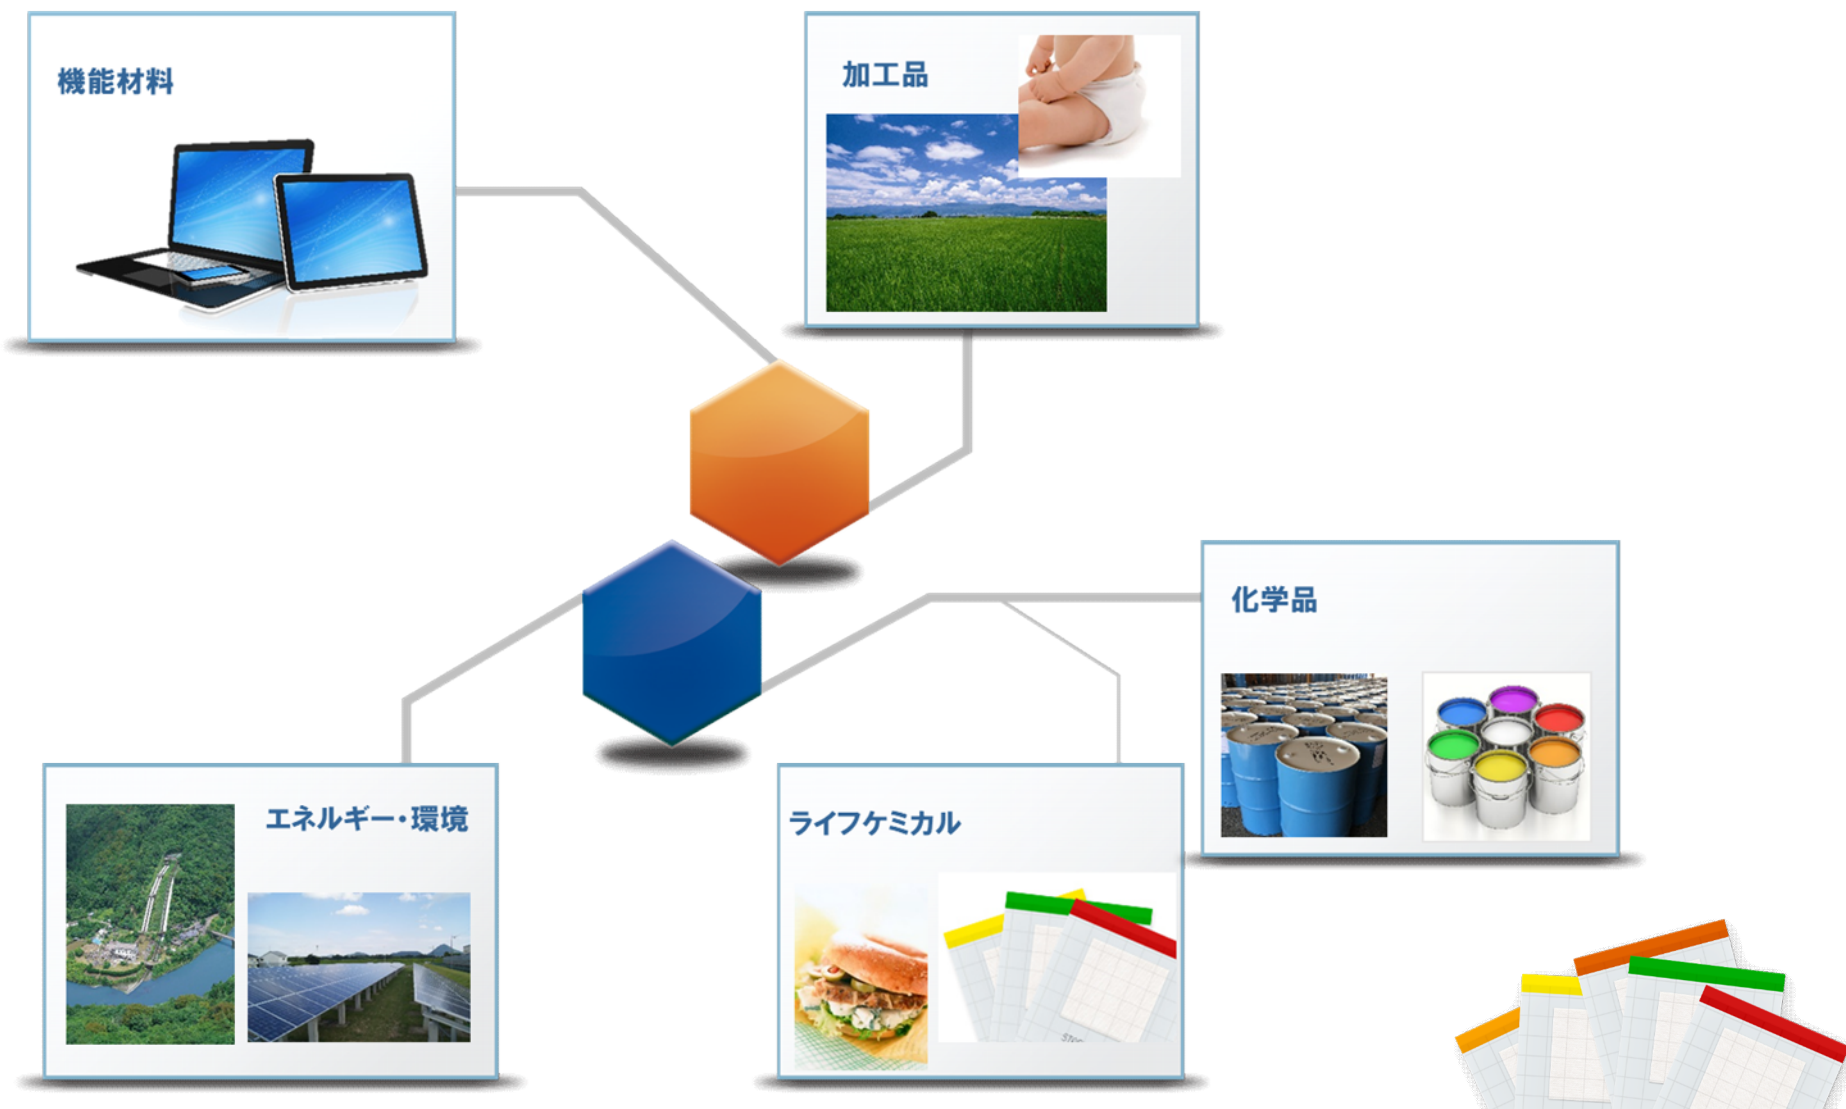 機能材料
加工品
化学品
エネルギー・環境
ライフケミカル